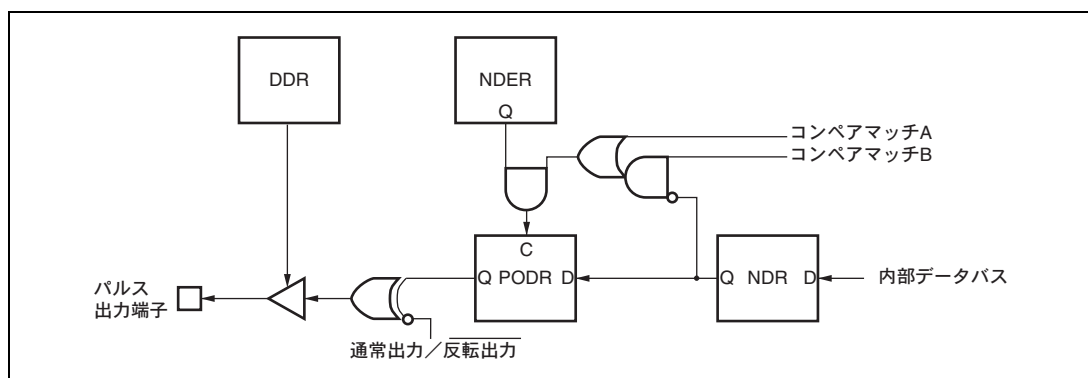 DDR
NDER
Q
コンペアマッチA
コンペアマッチB
C
Q PODR D
Q NDR D
内部データバス
パルス
出力端子
通常出力／反転出力